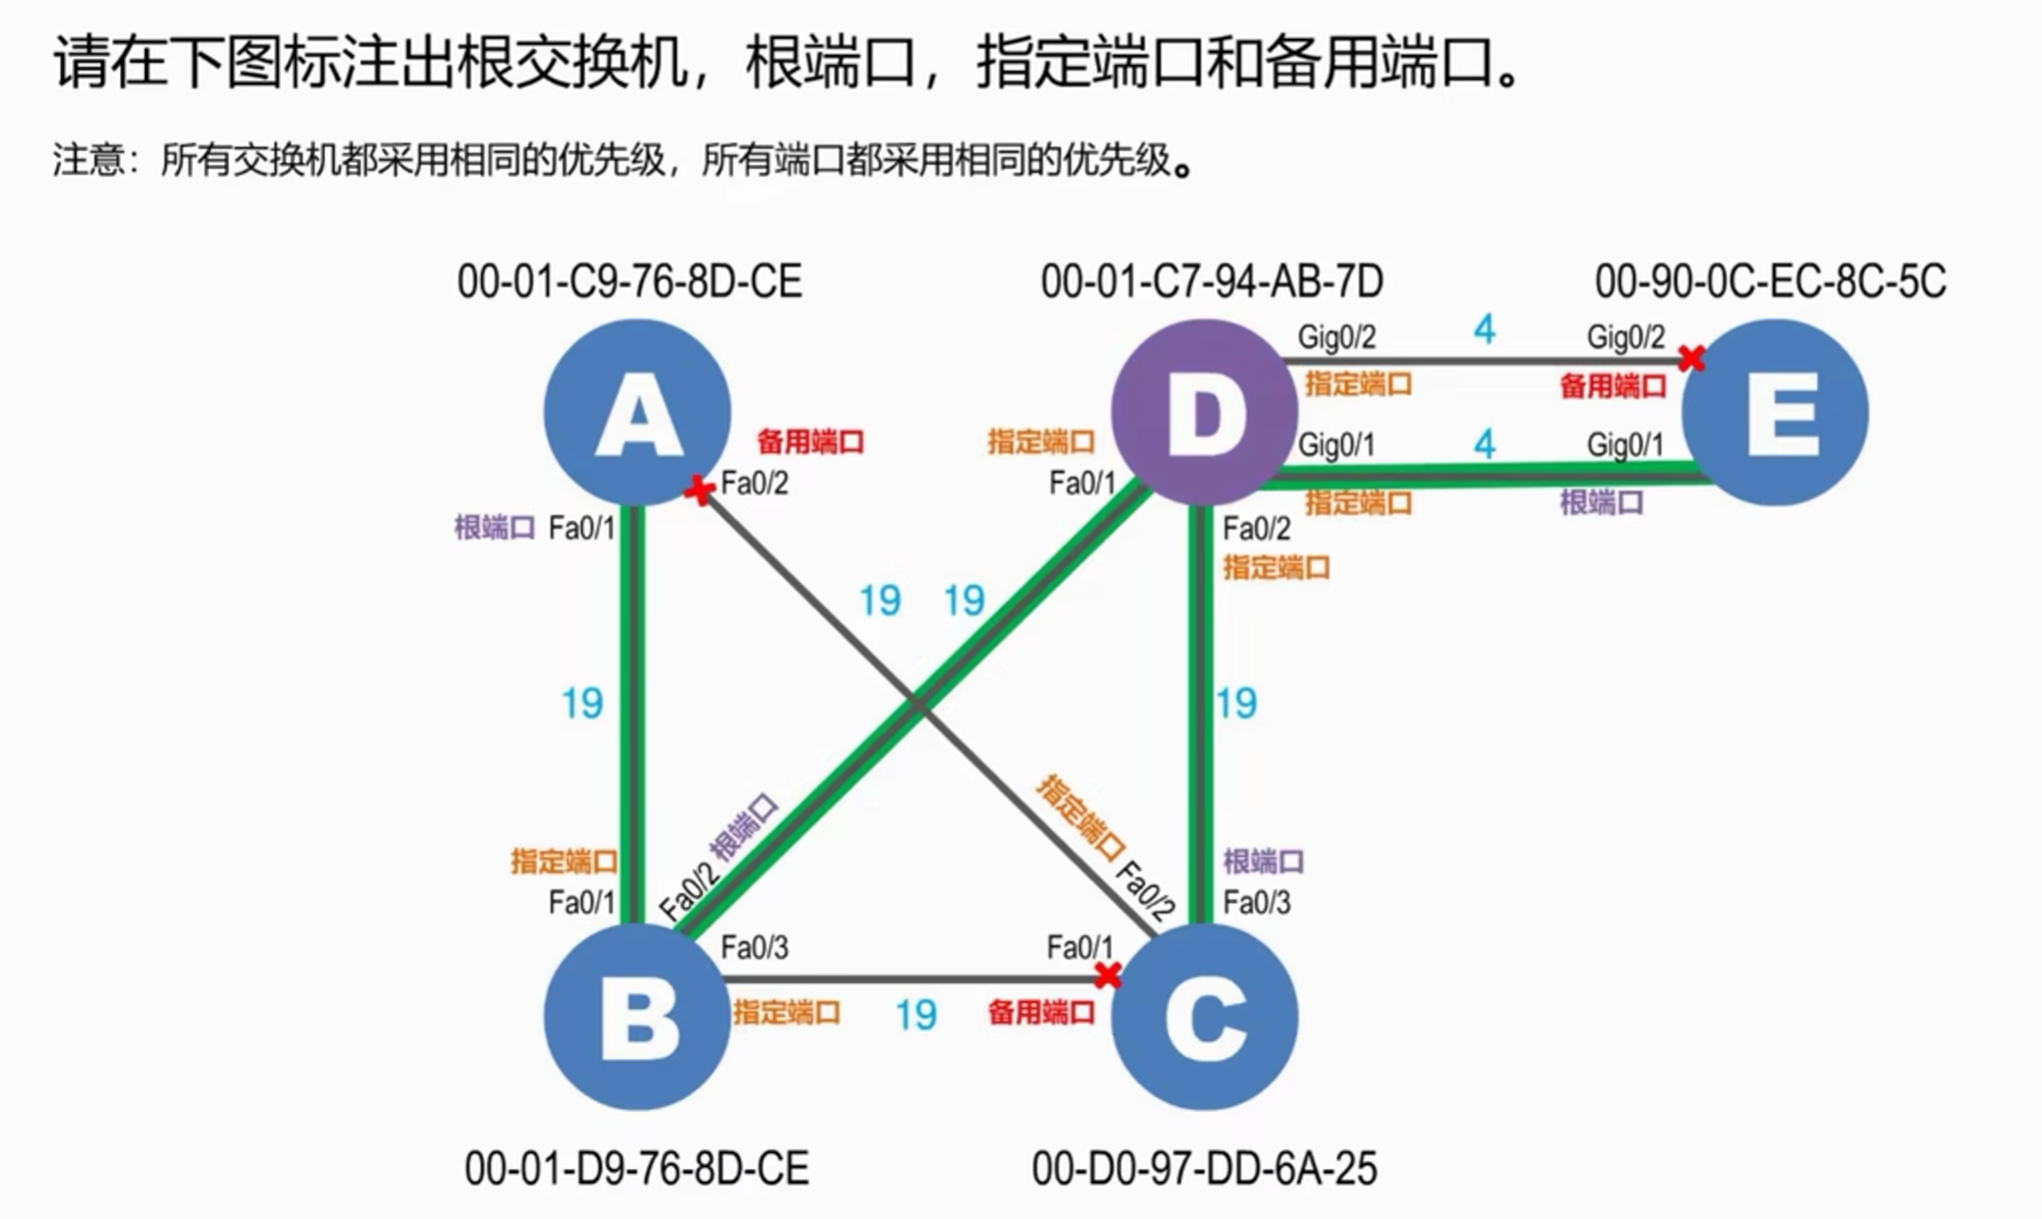 请在下图标注出根交换机，根端口，指定端口和备用端口。
注意：所有交换机都采用相同的优先级，所有端口都采用相同的优先级。
00-01-C9-76-8D-CE
00-01-C7-94-AB-7D
00-90-0C-EC-8C-5C
A
D
E
Gig0/2
4
Gig0/2
指定端口
备用端口
备用端口
指定端口
Gig0/1
4
Gig0/1
Fa0/2
Fa0/1
指定端口
根端口
根端口
Fa0/1
Fa0/2
指定端口
19
19
19
19
指定端口
根端口
指定端口
根端口
Fa0/1
Fa0/2
Fa0/2
Fa0/3
Fa0/3
Fa0/1
B
指定端口
19
备用端口
C
00-01-D9-76-8D-CE
00-D0-97-DD-6A-25